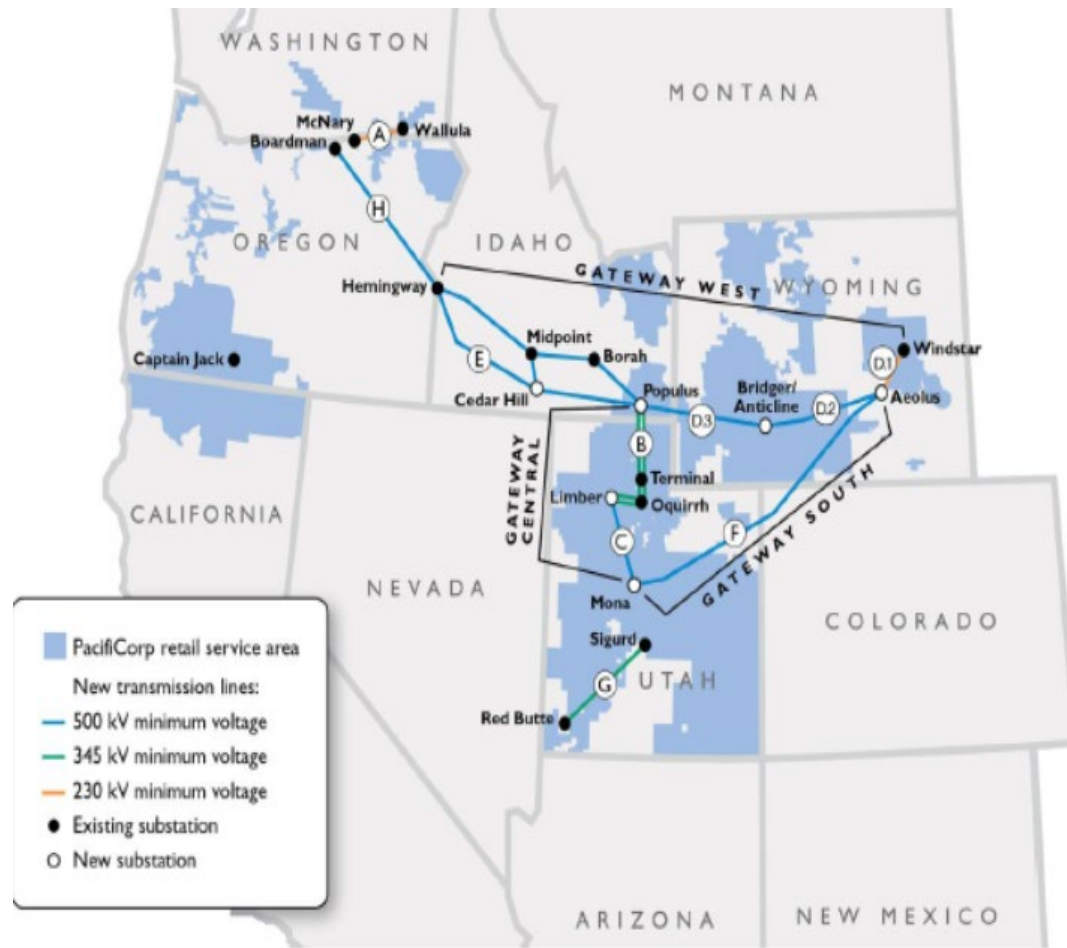 WASHINGTON
MONTANA
McNary
A
Wallula
Boardman
H
OREGON
IDAHO
GATEWAY WEST
WYOMING
Hemingway
Midpoint
Windstar
Captain Jack
E
Borah
D.1
Populus
Bridger/
Anticline
D.2
Aeolus
Cedar Hill
D.3
B
GATEWAY
CENTRAL
Terminal
Limber
Oquirrh
CALIFORNIA
C
F
GATEWAY SOUTH
NEVADA
Mona
COLORADO
Sigurd
G
UTAH
Red Butte
PacifiCorp retail service area
New transmission lines:
500 kV minimum voltage
345 kV minimum voltage
230 kV minimum voltage
Existing substation
New substation
ARIZONA
NEW MEXICO